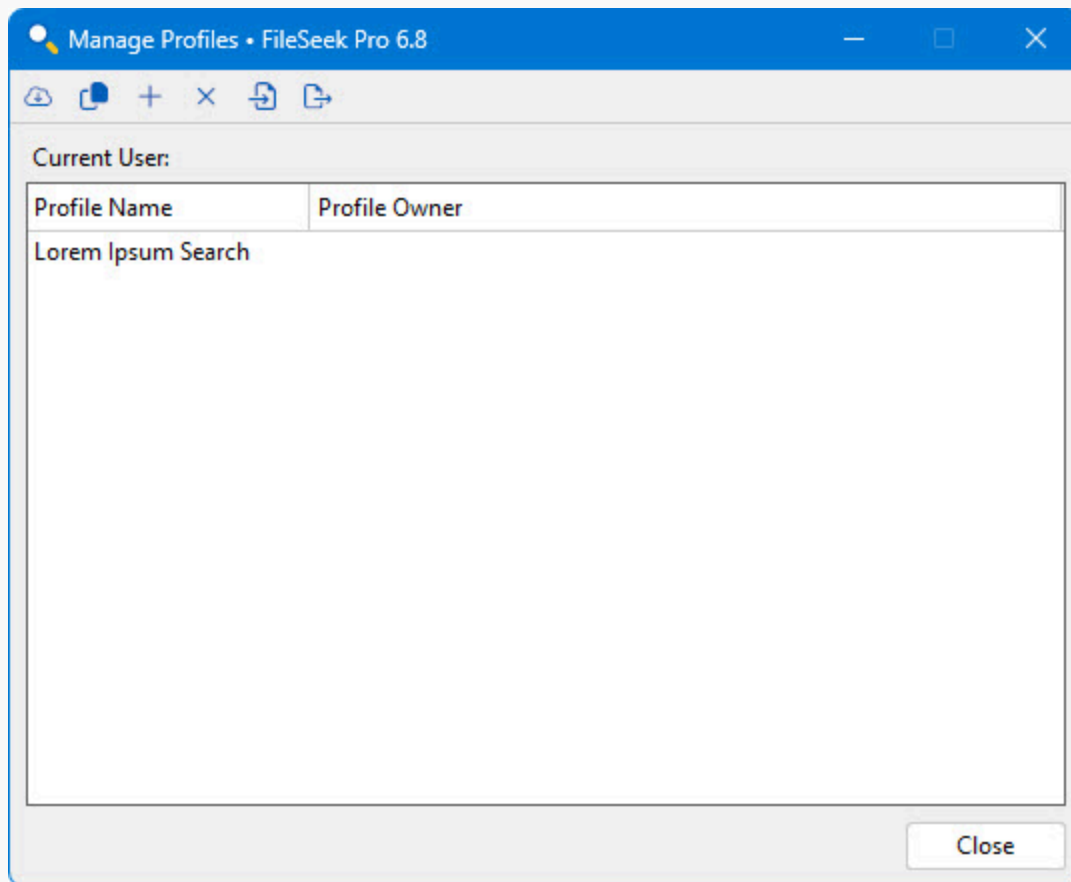 Manage Profiles • FileSeek Pro 6.8
Current User:
Profile Name Profile Owner
Lorem Ipsum Search
Close